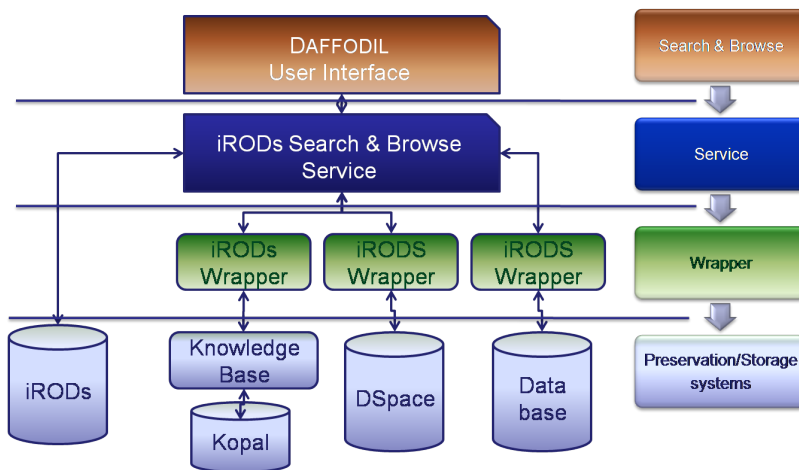 DAFFODIL
User Interface
Search & Browse
iRODs Search & Browse
Service
Service
iRODs
Wrapper
iRODS
Wrapper
iRODS
Wrapper
Wrapper
iRODs
Knowledge
Base
Kopal
DSpace
Data
base
Preservation/Storage
systems